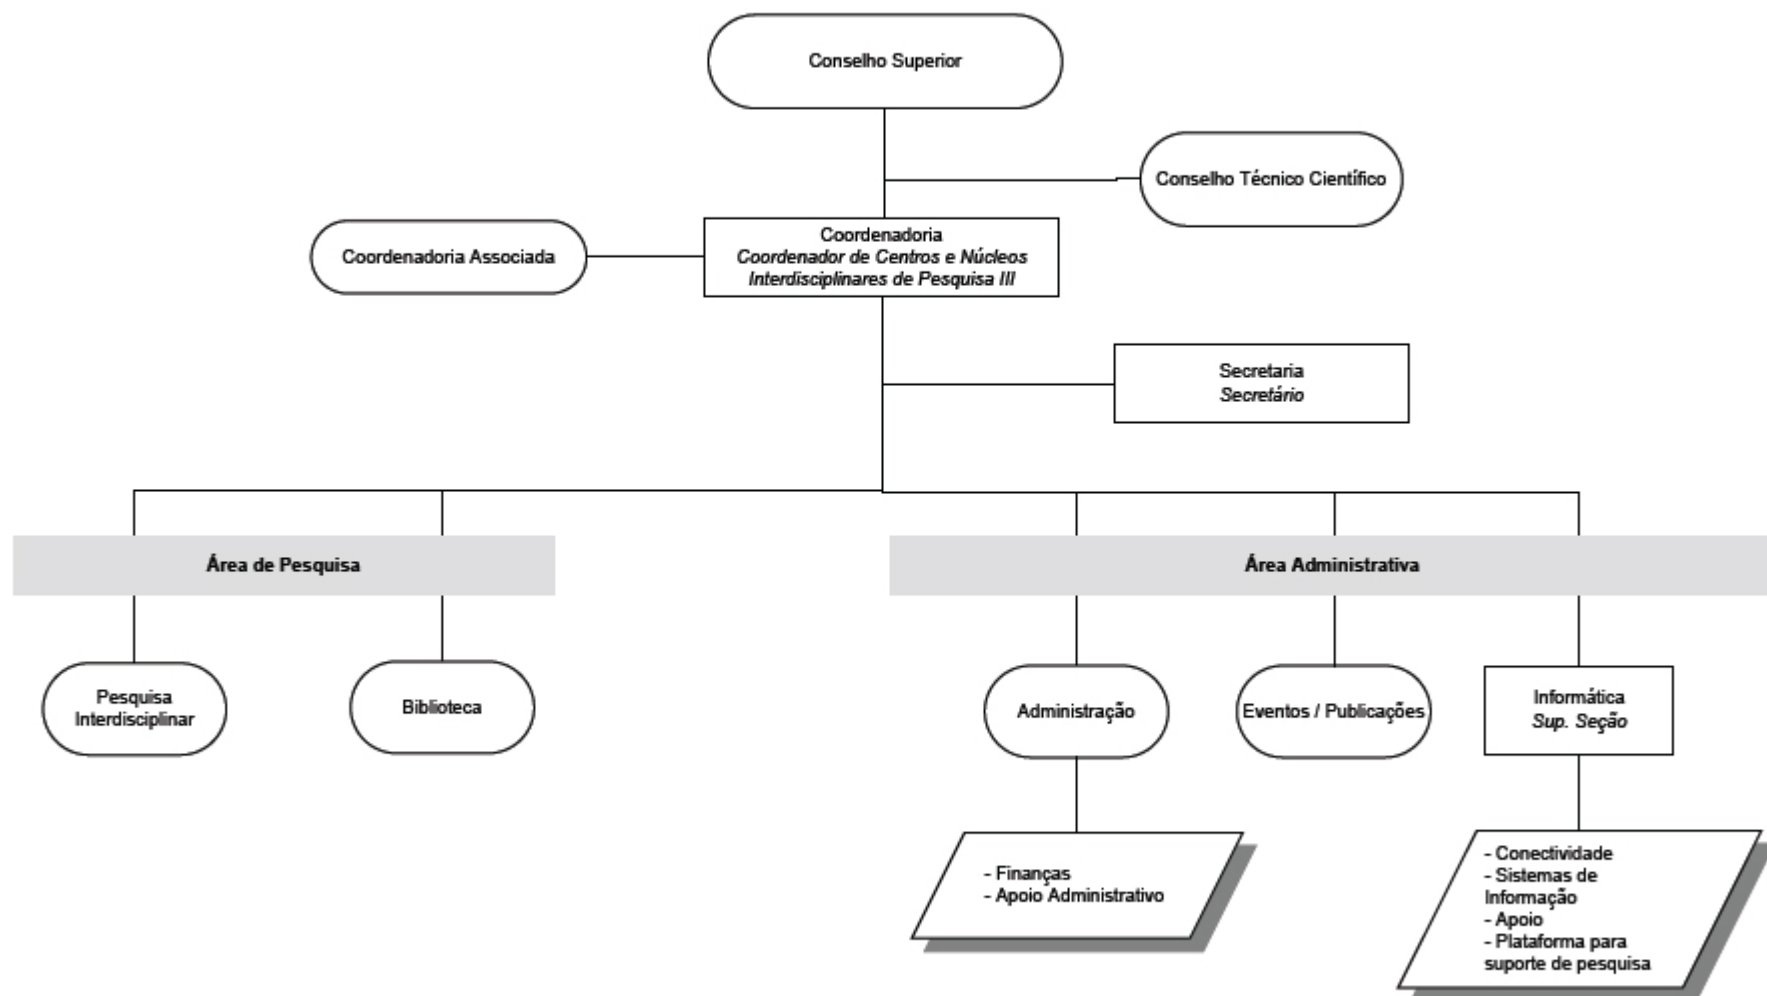 Conselho Superior
Conselho Técnico Científico
Coordenadoria Associada
Coordenadoria
Coordenador de Centros e Núcleos
Interdisciplinares de Pesquisa III
Secretaria
Secretário
Área de Pesquisa
Área Administrativa
Pesquisa
Interdisciplinar
Biblioteca
Administração
Eventos / Publicações
Informática
Sup. Seção
- Finanças
- Apoio Administrativo
- Conectividade
- Sistemas de
Informação
- Apoio
- Plataforma para
suporte de pesquisa